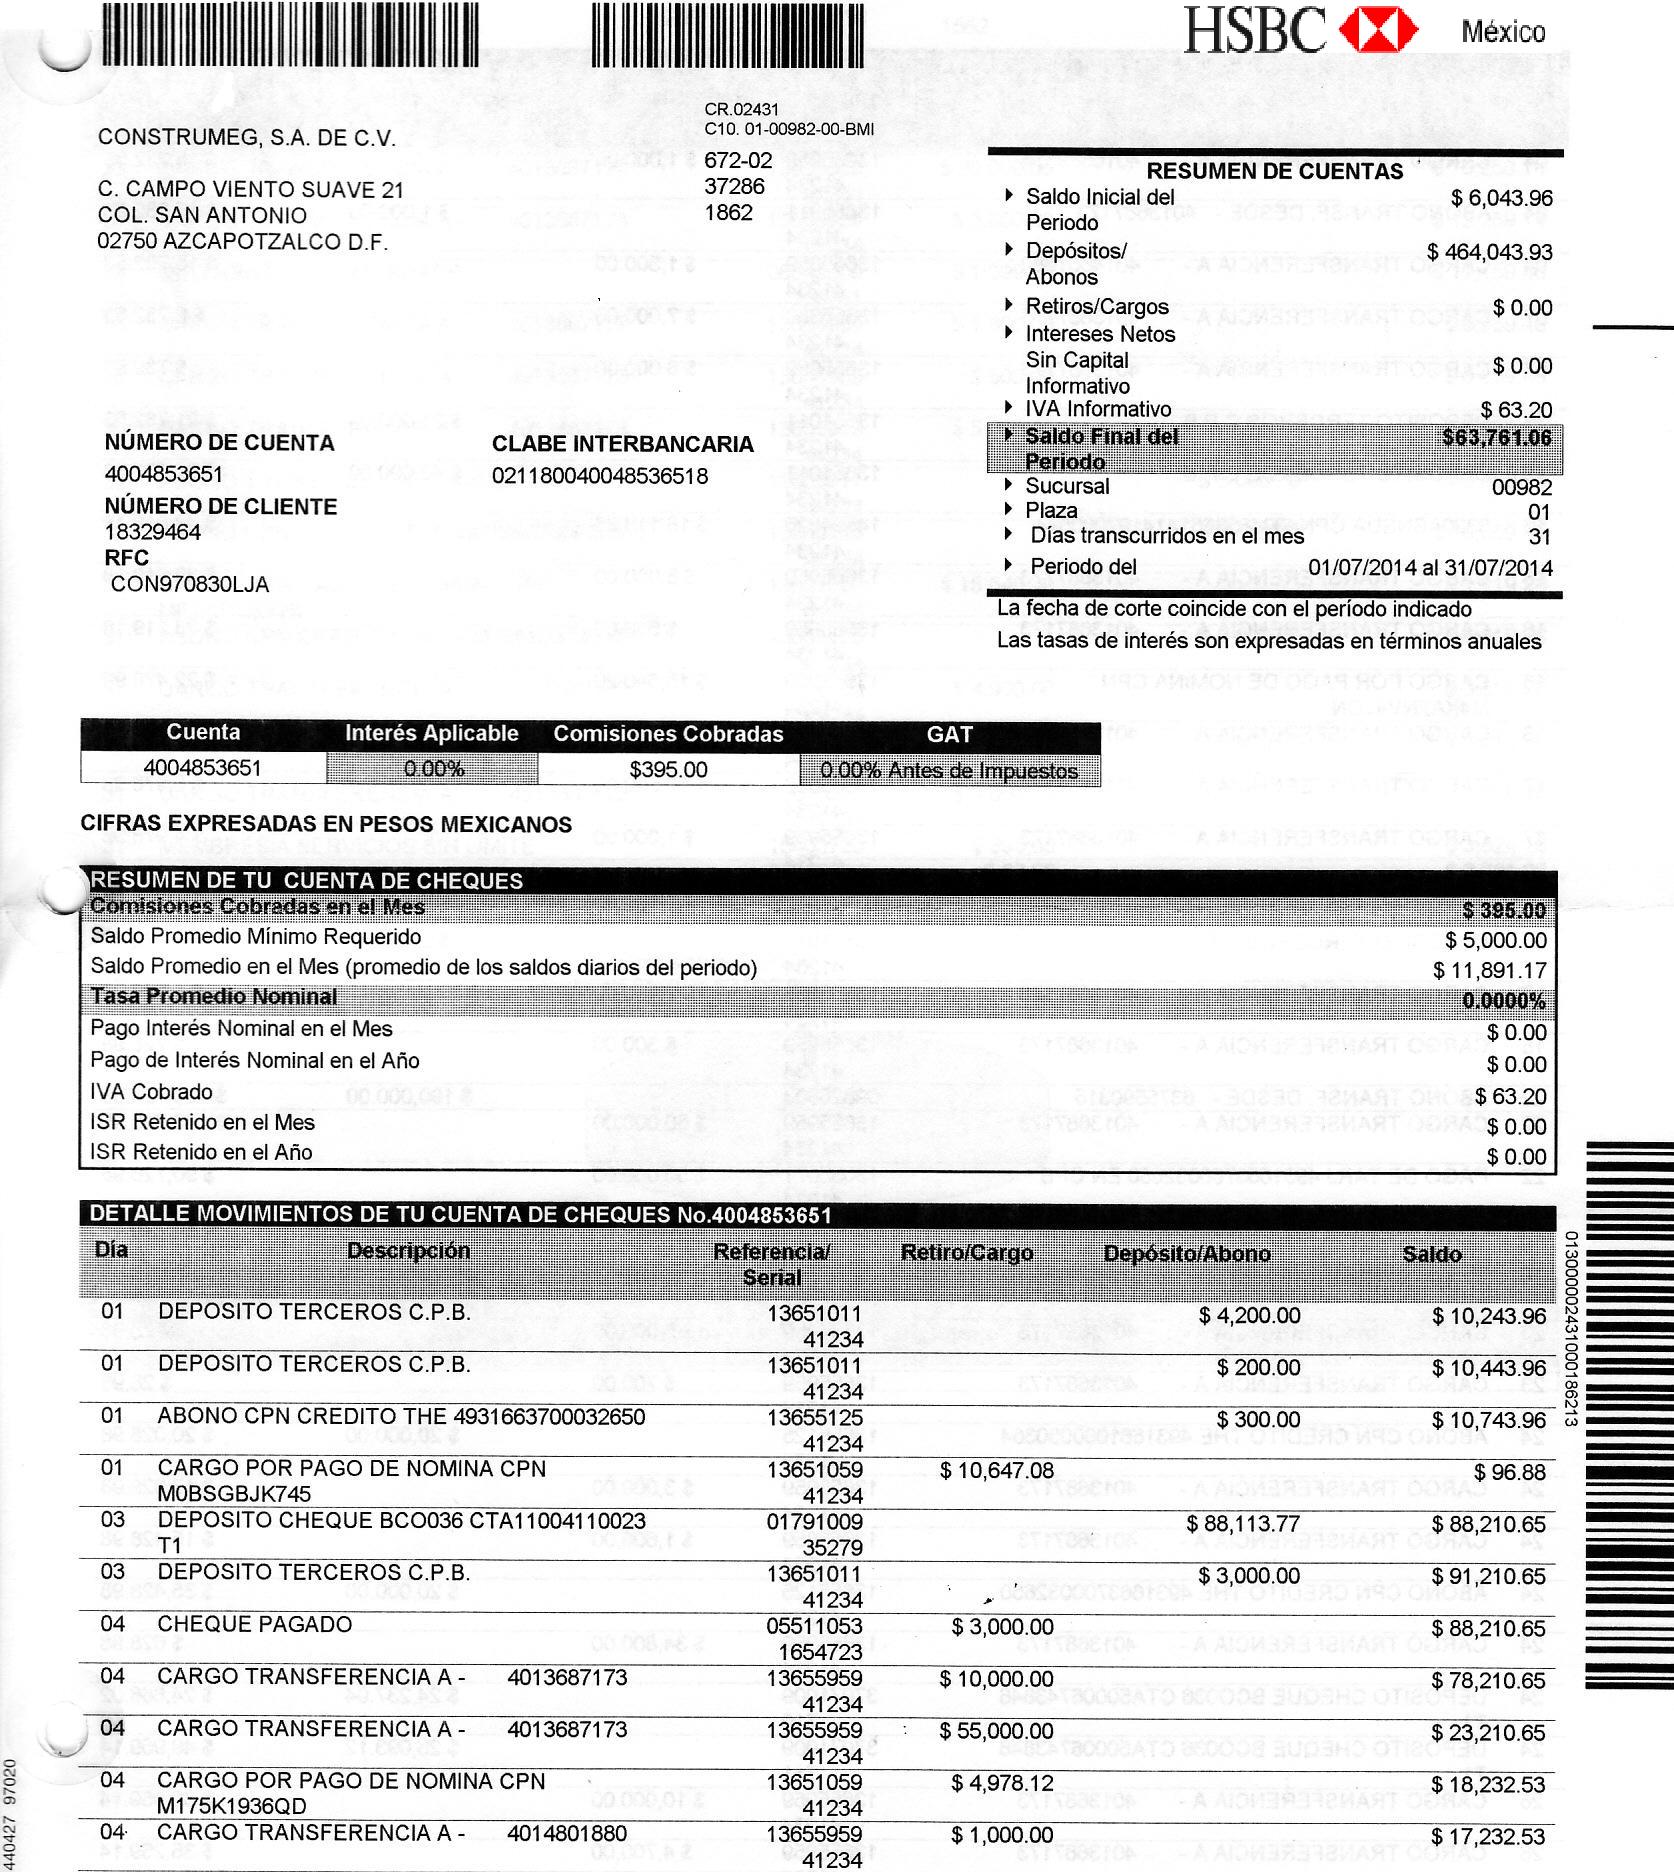 HSBC México
CR.02431
C10. 01-00982-00-BMI
CONSTRUMEG, S.A. DE C.V.
672-02
37286
1862
C. CAMPO VIENTO SUAVE 21
COL. SAN ANTONIO
02750 AZCAPOTZALCO D.F.
RESUMEN DE CUENTAS
Saldo Inicial del Periodo $ 6,043.96
Depósitos/ Abonos $ 464,043.93
Retiros/Cargos $ 0.00
Intereses Netos
Sin Capital Informativo $ 0.00
IVA Informativo $ 63.20
Saldo Final del Periodo $63,761.06
Sucursal 00982
Plaza 01
Días transcurridos en el mes 31
Periodo del 01/07/2014 al 31/07/2014
La fecha de corte coincide con el período indicado
Las tasas de interés son expresadas en términos anuales
NÚMERO DE CUENTA CLABE INTERBANCARIA
4004853651 021180040048536518
NÚMERO DE CLIENTE
18329464
RFC
CON970830LJA
Cuenta Interés Aplicable Comisiones Cobradas GAT
4004853651 0.00% $395.00 0.00% Antes de Impuestos
CIFRAS EXPRESADAS EN PESOS MEXICANOS
RESUMEN DE TU CUENTA DE CHEQUES
Comisiones Cobradas en el Mes $ 395.00
Saldo Promedio Mínimo Requerido $ 5,000.00
Saldo Promedio en el Mes (promedio de los saldos diarios del periodo) $ 11,891.17
Tasa Promedio Nominal 0.0000%
Pago Interés Nominal en el Mes $ 0.00
Pago de Interés Nominal en el Año $ 0.00
IVA Cobrado $ 63.20
ISR Retenido en el Mes $ 0.00
ISR Retenido en el Año $ 0.00
DETALLE MOVIMIENTOS DE TU CUENTA DE CHEQUES No.4004853651
Día Descripción Referencia/ Retiro/Cargo Depósito/Abono Saldo
Serial
01 DEPOSITO TERCEROS C.P.B. 13651011 $ 4,200.00 $ 10,243.96
41234
01 DEPOSITO TERCEROS C.P.B. 13651011 $ 200.00 $ 10,443.96
41234
01 ABONO CPN CREDITO THE 4931663700032650 13655125 $ 300.00 $ 10,743.96
41234
01 CARGO POR PAGO DE NOMINA CPN 13651059 $ 10,647.08 $ 96.88
M0BSGBJK745 41234
03 DEPOSITO CHEQUE BCO036 CTA11004110023 01791009 $ 88,113.77 $ 88,210.65
T1 35279
03 DEPOSITO TERCEROS C.P.B. 13651011 $ 3,000.00 $ 91,210.65
41234
04 CHEQUE PAGADO 05511053 $ 3,000.00 $ 88,210.65
1654723
04 CARGO TRANSFERENCIA A - 4013687173 13655959 $ 10,000.00 $ 78,210.65
41234
04 CARGO TRANSFERENCIA A - 4013687173 13655959 $ 55,000.00 $ 23,210.65
41234
04 CARGO POR PAGO DE NOMINA CPN 13651059 $ 4,978.12 $ 18,232.53
M175K1936QD 41234
04 CARGO TRANSFERENCIA A - 4014801880 13655959 $ 1,000.00 $ 17,232.53
41234
01300000243100018621​3
440427 97020